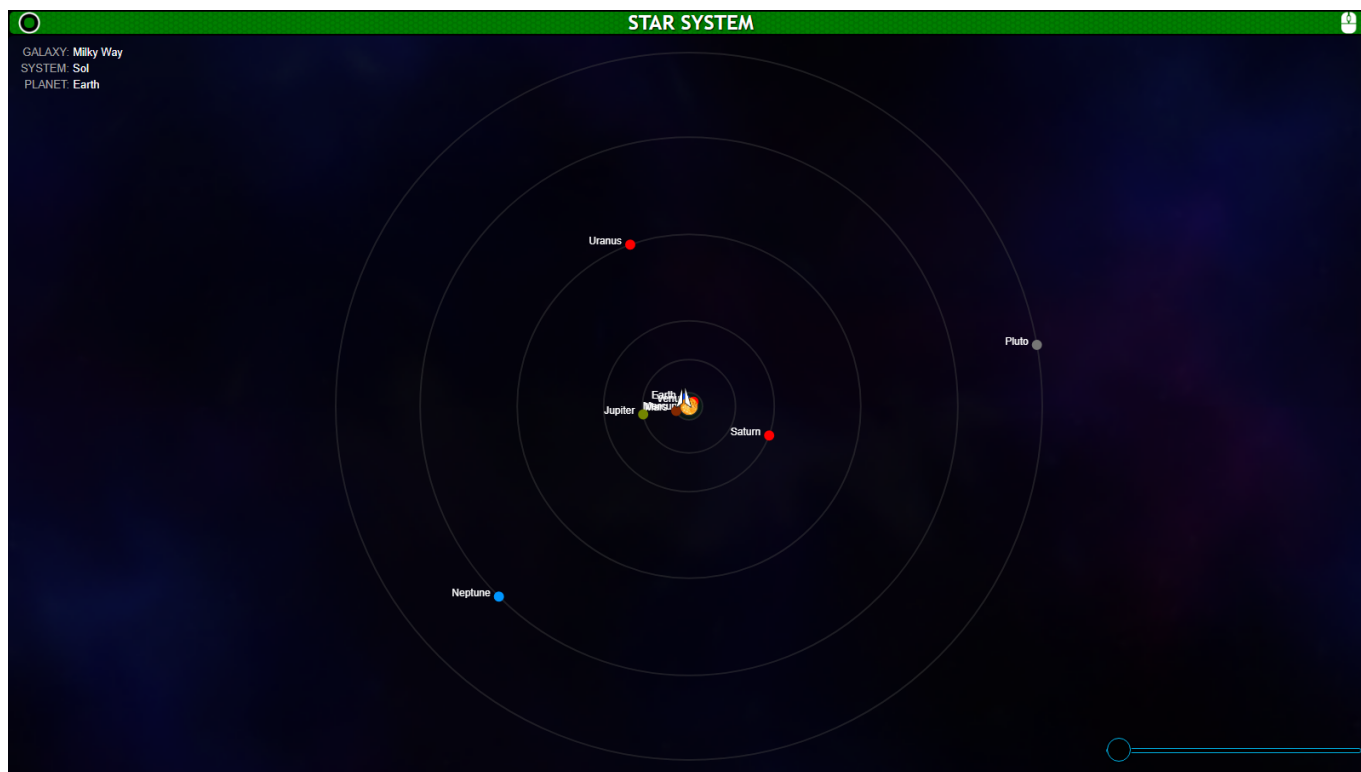 STAR SYSTEM
GALAXY: Milky Way
SYSTEM: Sol
PLANET: Earth
Uranus
Pluto
Earth
Jupiter
Saturn
Neptune